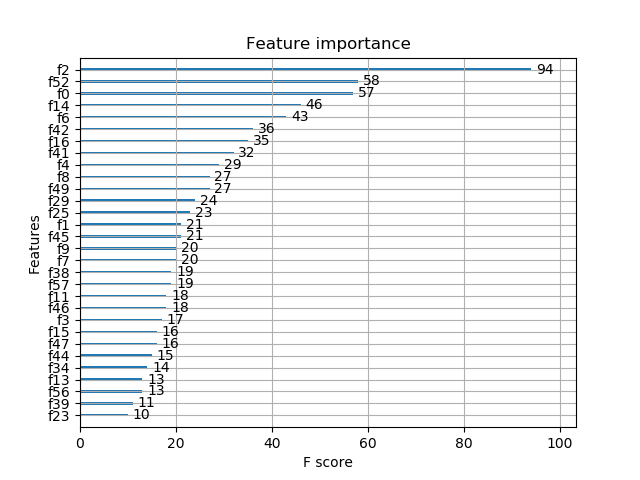 Feature importance
Features
f2 94
f52 58
f0 57
f14 46
f6 43
f42 36
f16 35
f41 32
f4 29
f8 27
f49 27
f29 24
f25 23
f1 21
f45 21
f9 20
f7 20
f38 19
f57 19
f11 18
f46 18
f3 17
f15 16
f47 16
f44 15
f34 14
f13 13
f56 13
f39 11
f23 10
0 20 40 60 80 100
F score